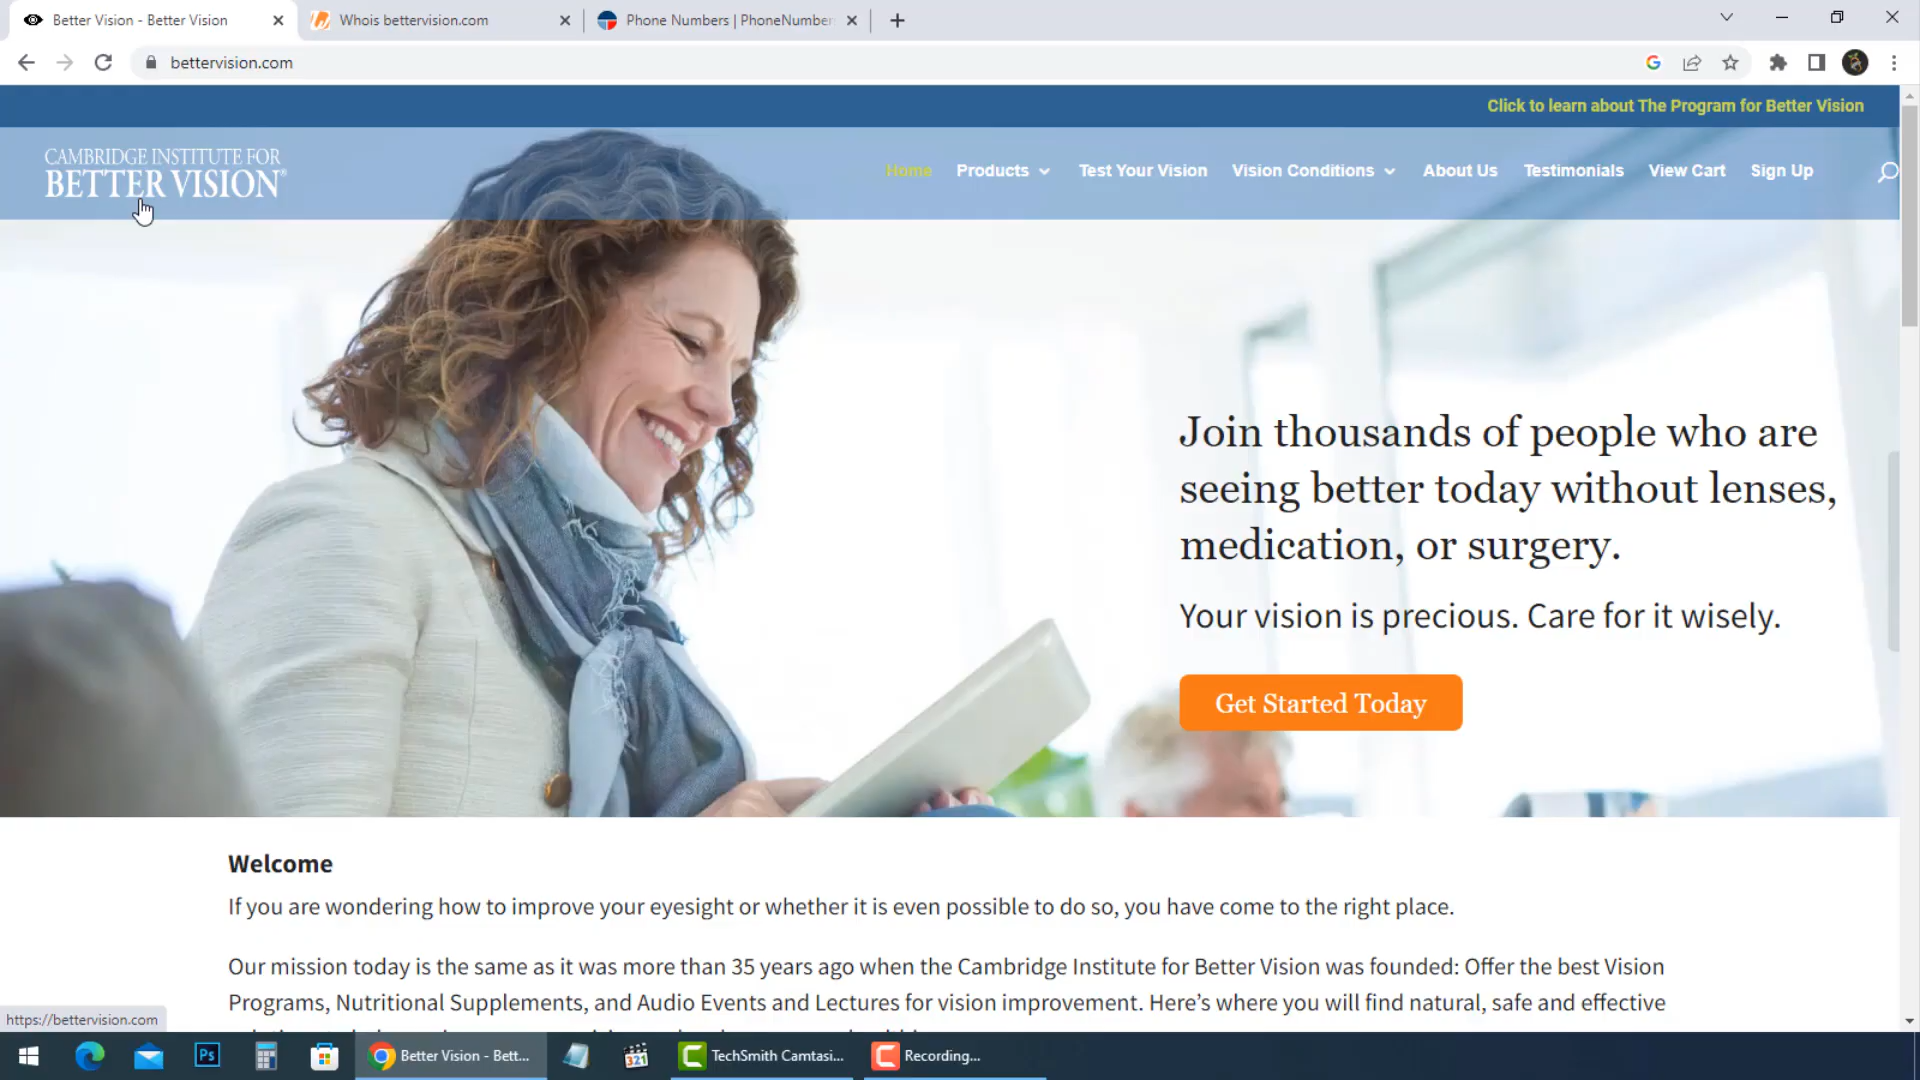 Better Vision - Better Vision
Whois bettervision.com
Phone Numbers | PhoneNumber
bettervision.com
Click to learn about The Program for Better Vision
CAMBRIDGE INSTITUTE FOR
BETTER VISION®
Home Products Test Your Vision Vision Conditions About Us Testimonials View Cart Sign Up
Join thousands of people who are
seeing better today without lenses,
medication, or surgery.
Your vision is precious. Care for it wisely.
Get Started Today
Welcome
If you are wondering how to improve your eyesight or whether it is even possible to do so, you have come to the right place.
Our mission today is the same as it was more than 35 years ago when the Cambridge Institute for Better Vision was founded: Offer the best Vision
Programs, Nutritional Supplements, and Audio Events and Lectures for vision improvement. Here's where you will find natural, safe and effective
https://bettervision.com
Ps
Better Vision - Bett...
321
TechSmith Camtasi...
Recording...